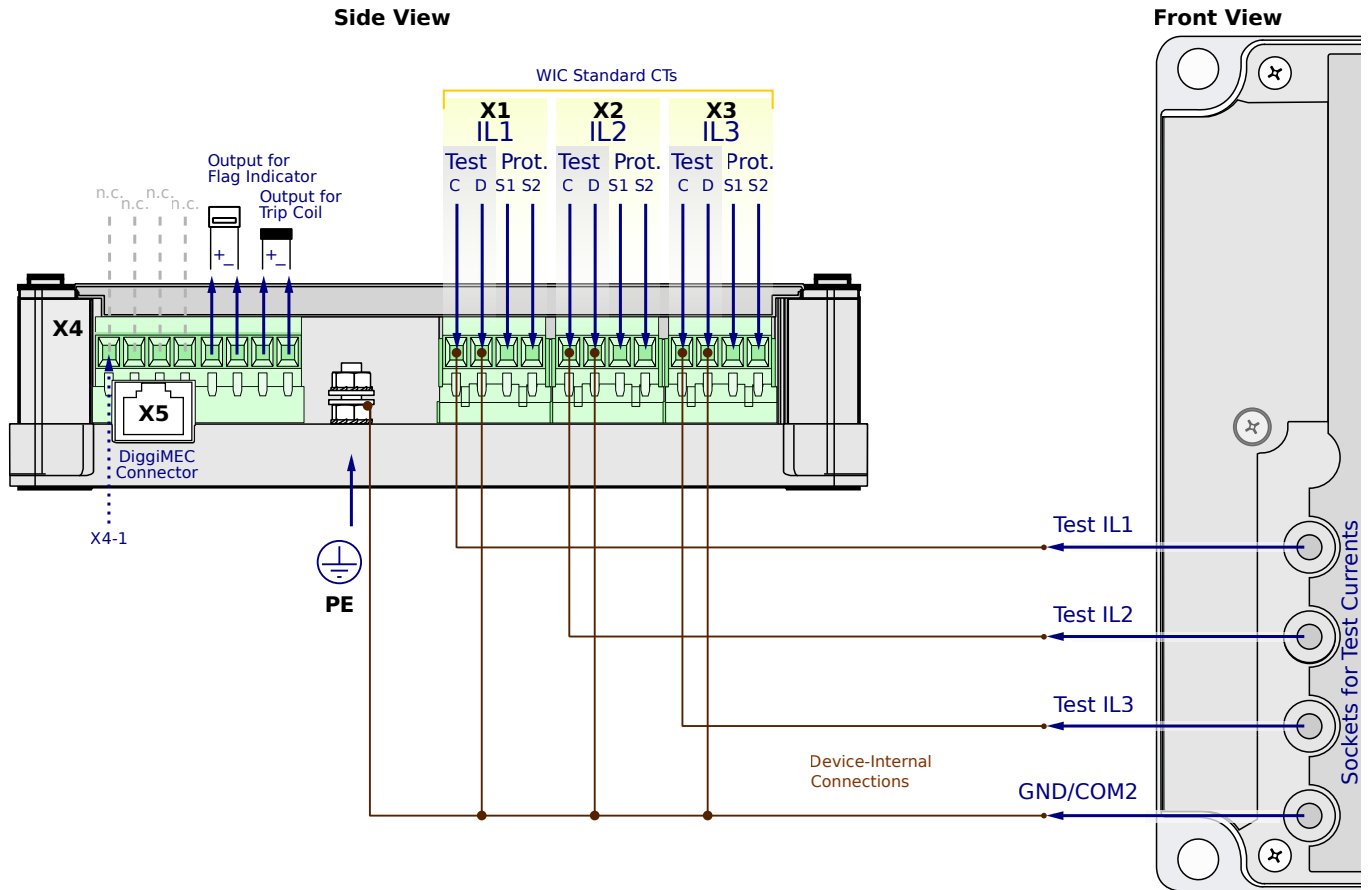 Side View
Front View
WIC Standard CTs
X1
IL1
X2
IL2
X3
IL3
Test Prot.
Test Prot.
Test Prot.
C D S1 S2
C D S1 S2
C D S1 S2
Output for
Flag Indicator
Output for
Trip Coil
n.c.
n.c.
n.c.
n.c.
+
−
+
−
X4
X5
DiggiMEC
Connector
X4-1
PE
Test IL1
Test IL2
Test IL3
GND/COM2
Device-Internal
Connections
Sockets for Test Currents